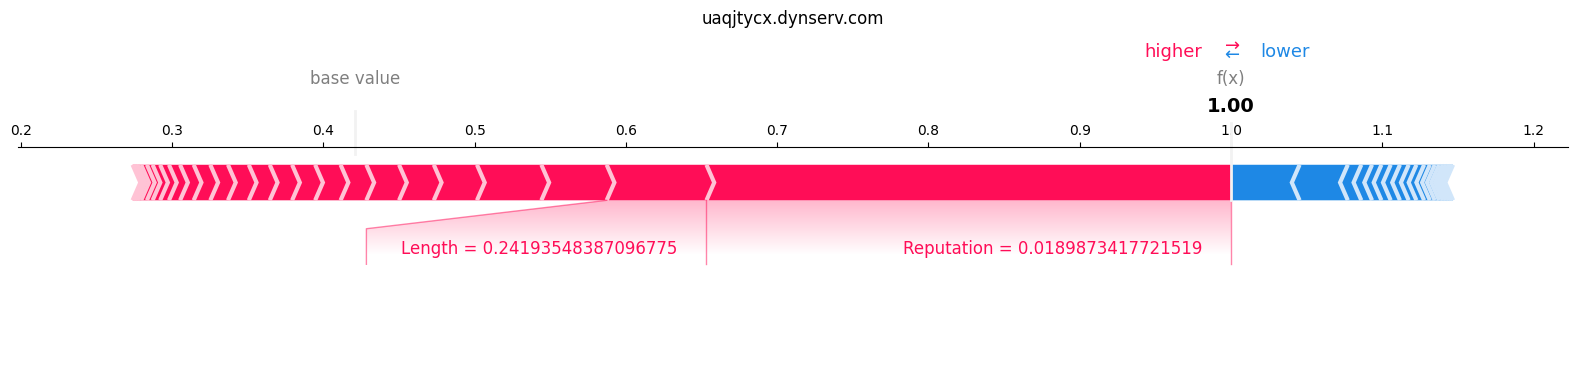 uaqjtycx.dynserv.com
higher ⇄ lower
base value f(x)
1.00
0.2 0.3 0.4 0.5 0.6 0.7 0.8 0.9 1.0 1.1 1.2
Length = 0.24193548387096775 Reputation = 0.0189873417721519